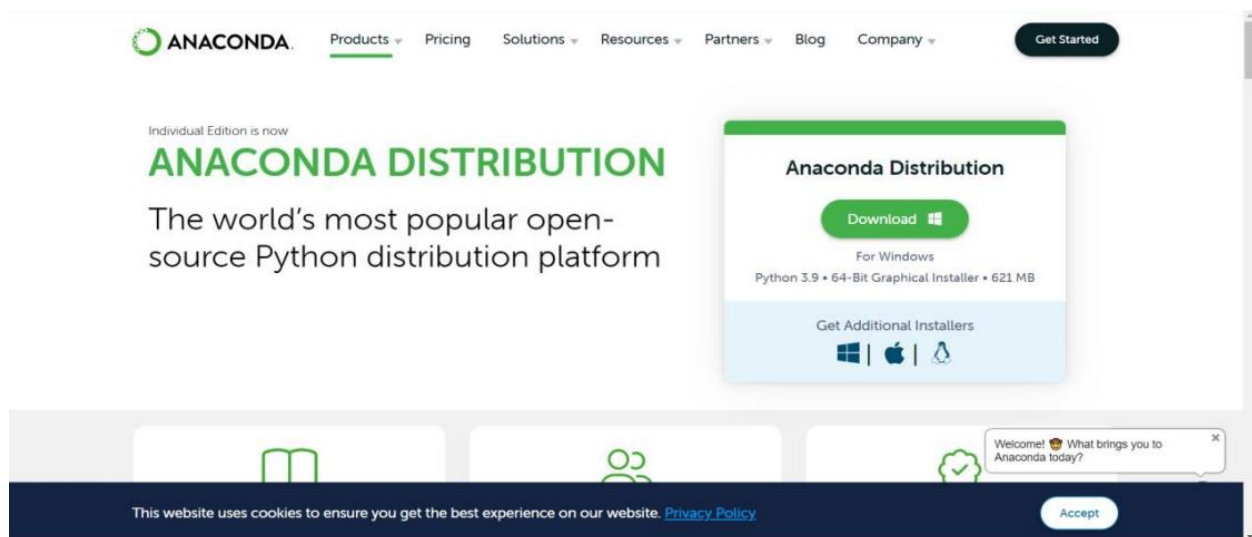 ANACONDA.
Products
Pricing
Solutions
Resources
Partners
Blog
Company
Get Started
Individual Edition is now
ANACONDA DISTRIBUTION
The world's most popular open-
source Python distribution platform
Anaconda Distribution
Download
For Windows
Python 3.9 • 64-Bit Graphical Installer • 621 MB
Get Additional Installers
| |
Welcome! 🤠 What brings you to
Anaconda today?
×
This website uses cookies to ensure you get the best experience on our website. Privacy Policy
Accept